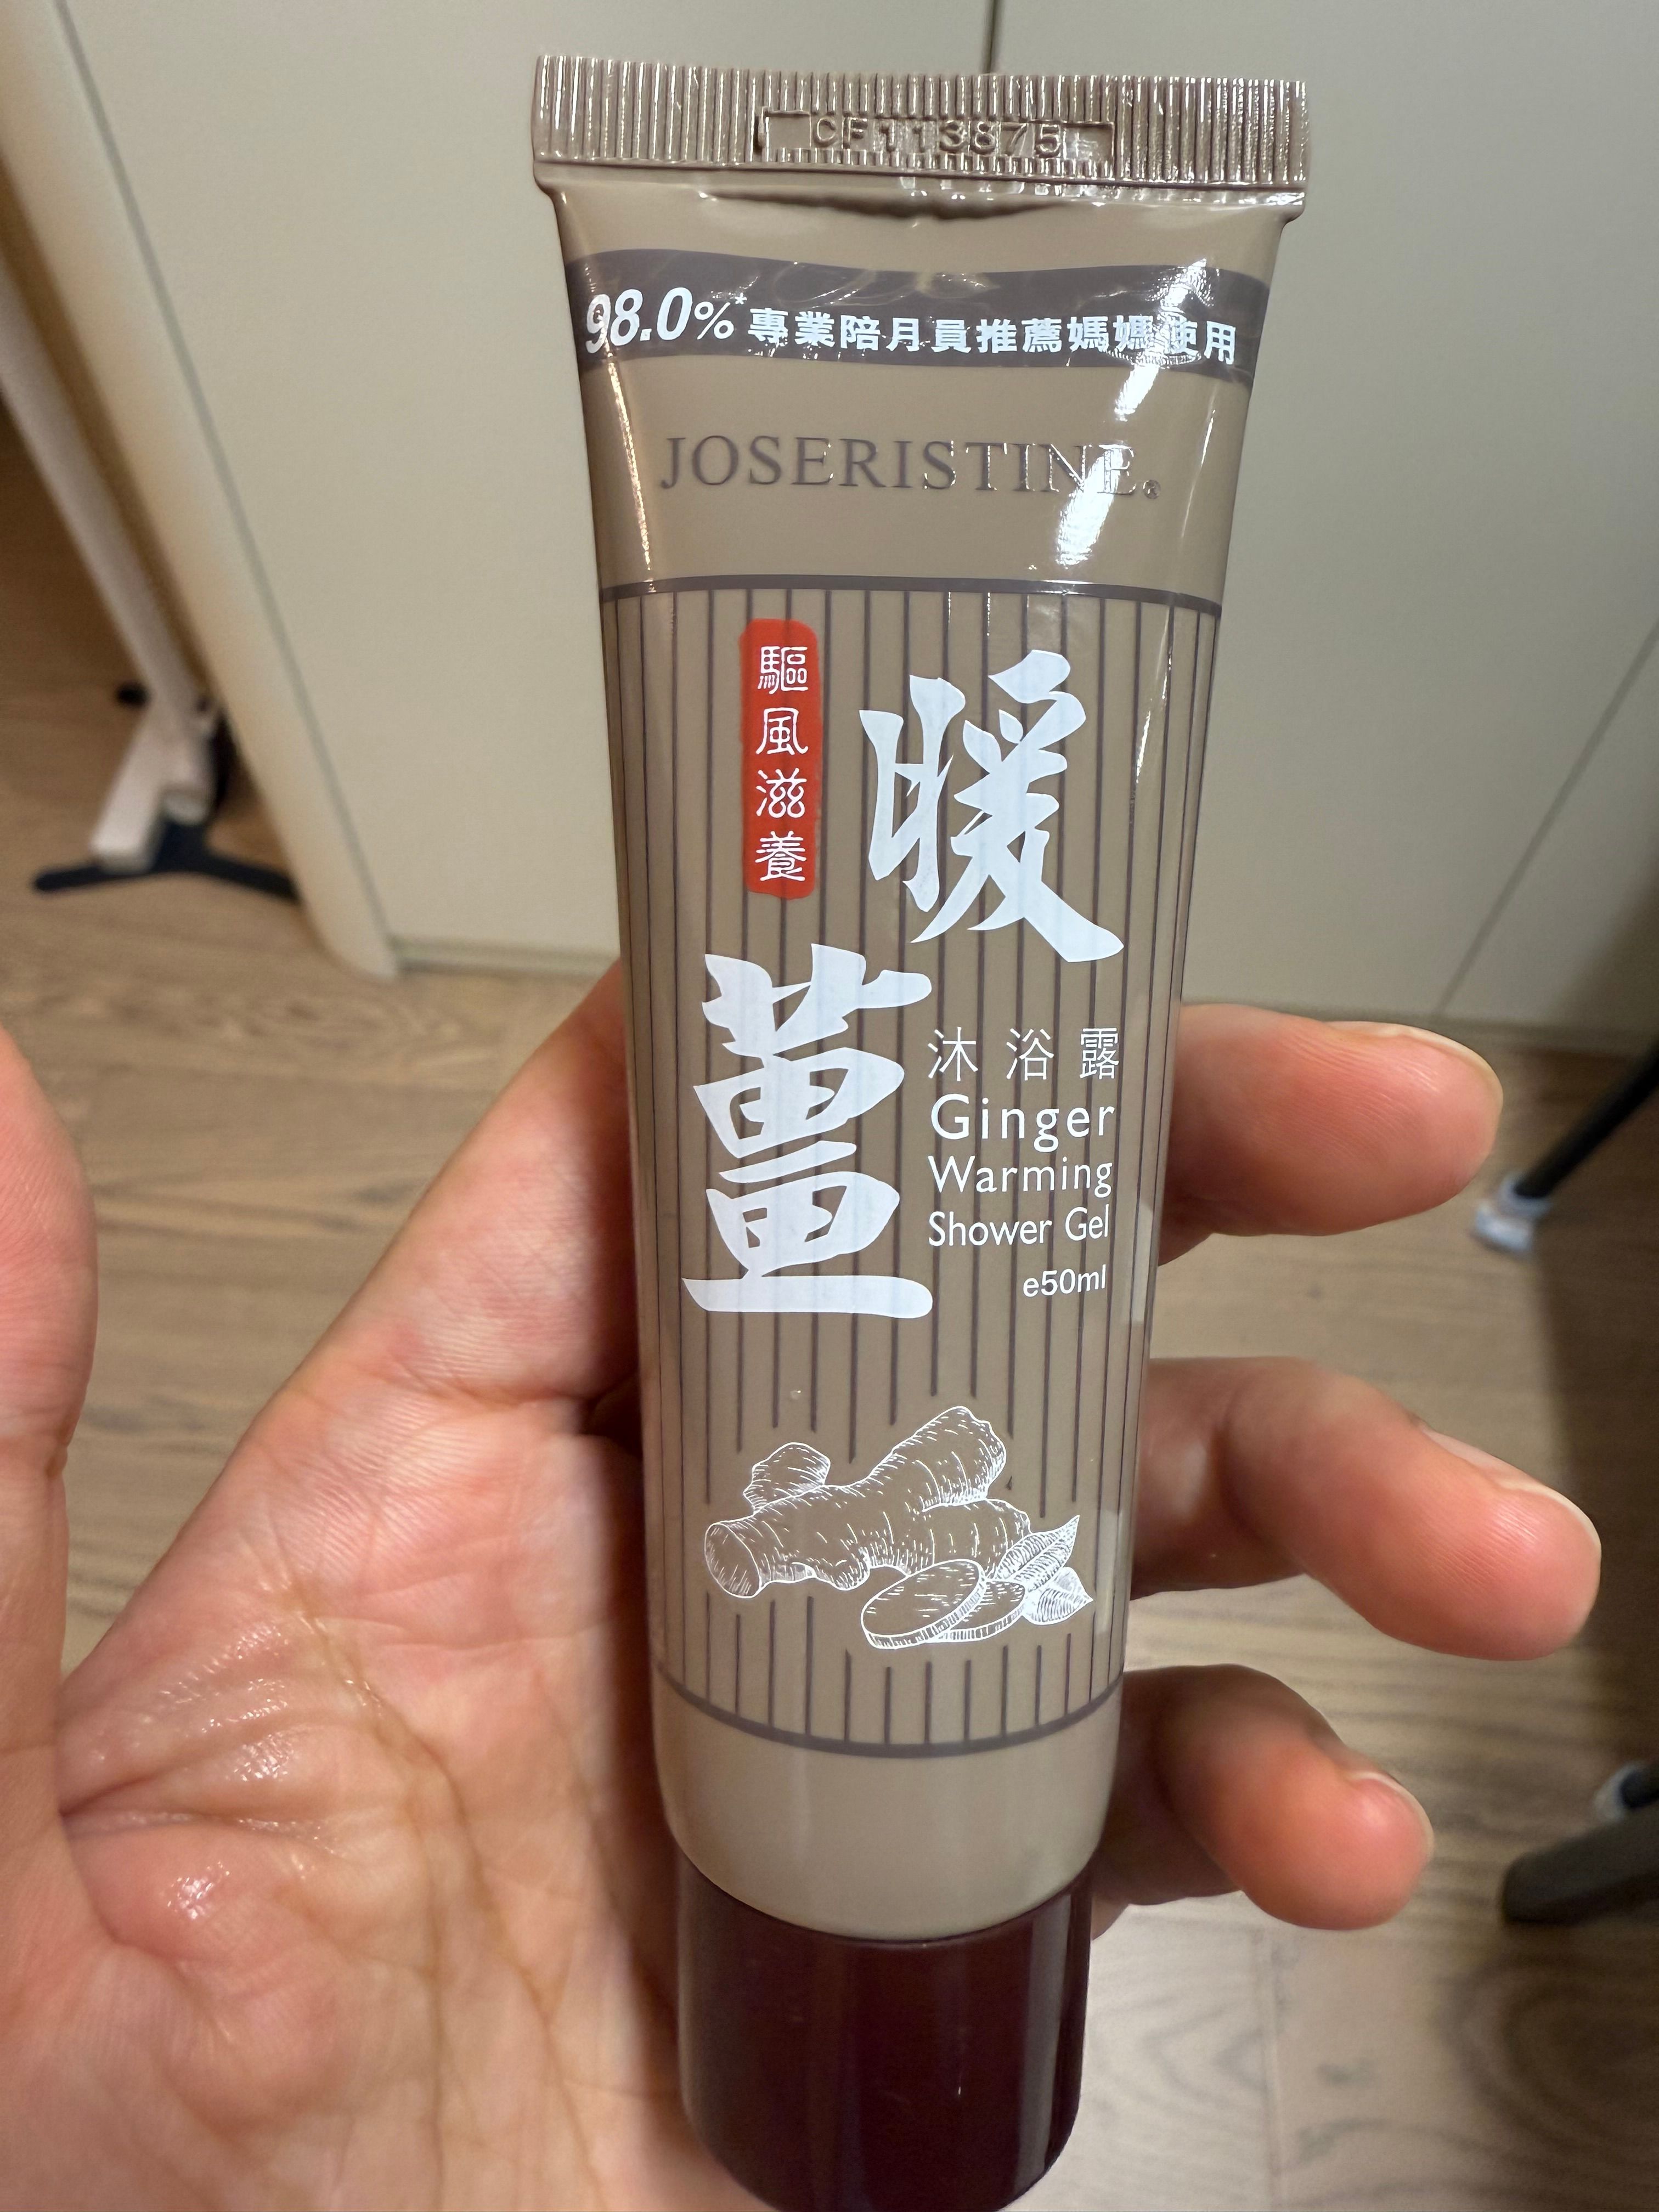 CF113875
98.0%*專業陪月員推薦媽媽使用
JOSERISTINE®
驅風滋養
暖薑
沐浴露
Ginger
Warming
Shower Gel
e50ml